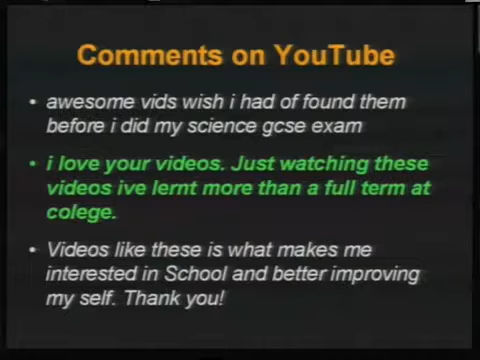 Comments on YouTube
• awesome vids wish i had of found them
before i did my science gcse exam
• i love your videos. Just watching these
videos ive lernt more than a full term at
colege.
• Videos like these is what makes me
interested in School and better improving
my self. Thank you!